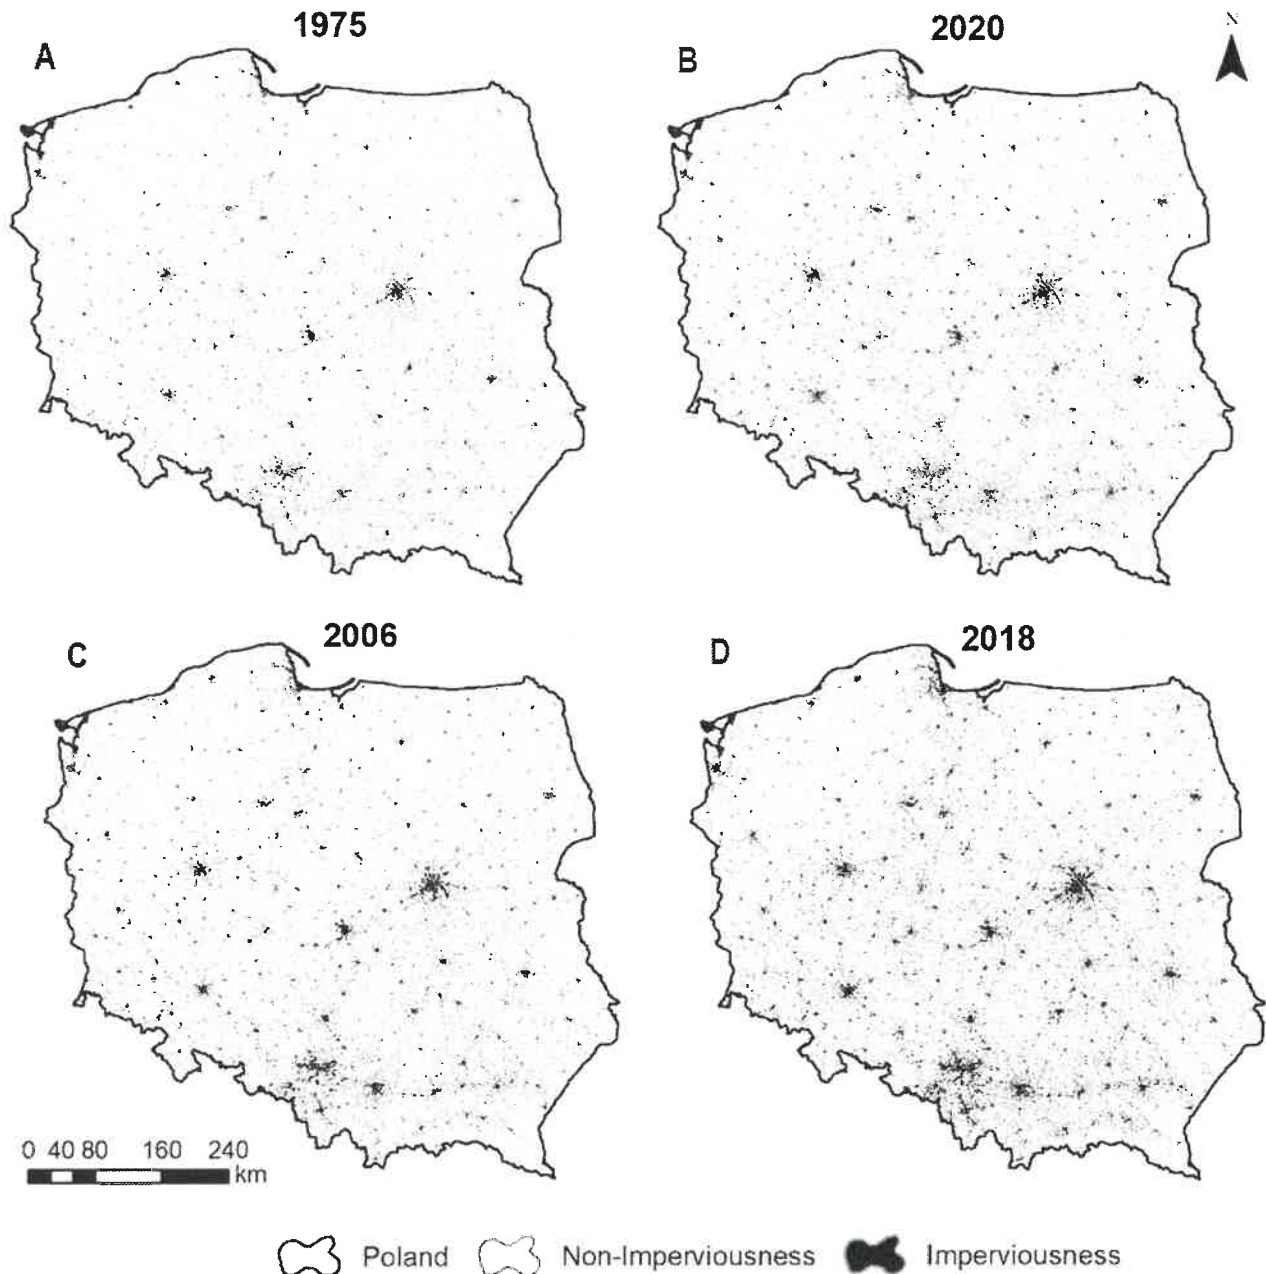 1975
2020
N
A
B
2006
2018
C
D
0 40 80 160 240
km
Poland
Non-Imperviousness
Imperviousness